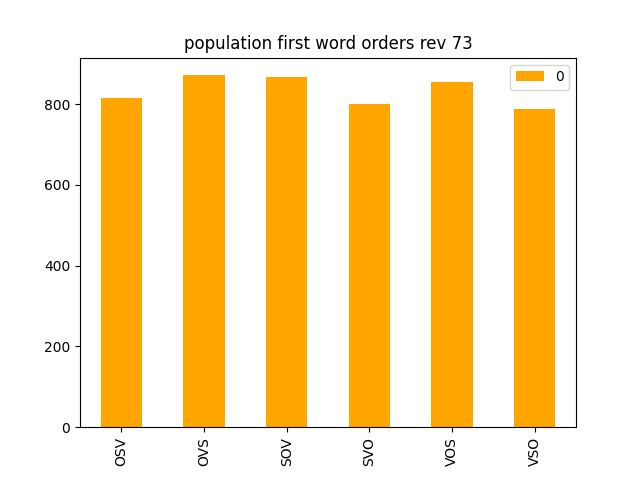 population first word orders rev 73
0
800
600
400
200
0
OSV
OVS
SOV
SVO
VOS
VSO